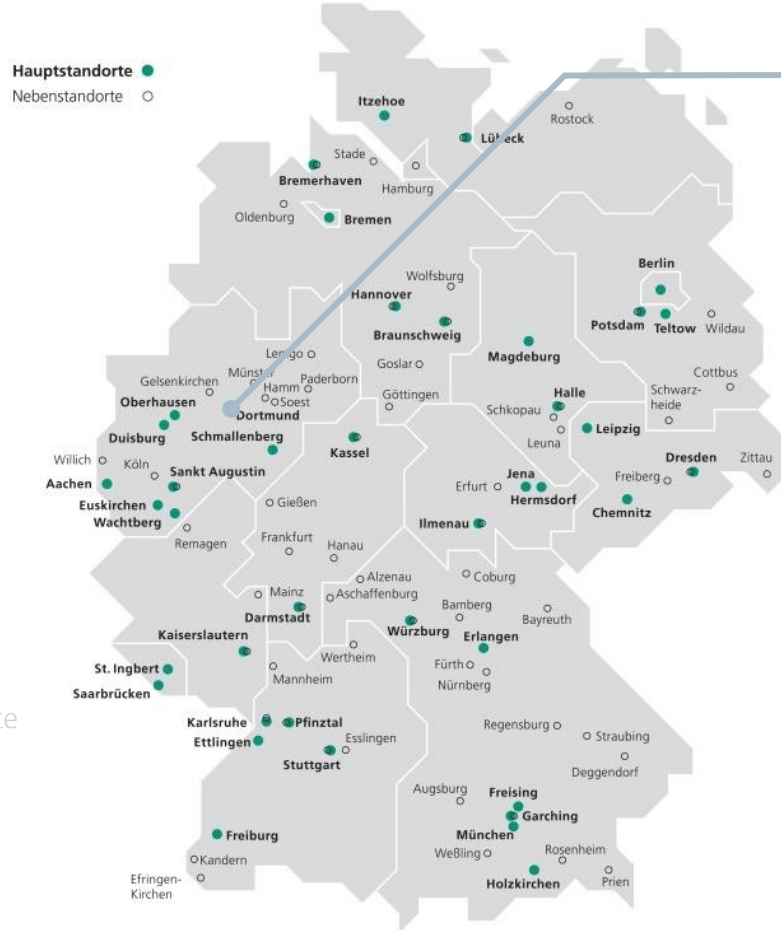 Hauptstandorte
Nebenstandorte
Itzehoe
Rostock
Lübeck
Stade
Bremerhaven
Hamburg
Oldenburg
Bremen
Berlin
Wolfsburg
Hannover
Braunschweig
Potsdam
Teltow
Wildau
Magdeburg
Lemgo
Goslar
Münster
Paderborn
Gelsenkirchen
Hamm
Soest
Göttingen
Cottbus
Oberhausen
Dortmund
Halle
Schwarz-
heide
Duisburg
Schmallenberg
Schkopau
Leipzig
Kassel
Leuna
Willich
Köln
Sankt Augustin
Dresden
Zittau
Aachen
Jena
Freiberg
Erfurt
Hermsdorf
Euskirchen
Gießen
Chemnitz
Wachtberg
Ilmenau
Remagen
Frankfurt
Hanau
Alzenau
Coburg
Mainz
Aschaffenburg
Bamberg
Bayreuth
Darmstadt
Würzburg
Kaiserslautern
Erlangen
Wertheim
St. Ingbert
Mannheim
Fürth
Nürnberg
Saarbrücken
te
Karlsruhe
Pfinztal
Regensburg
Straubing
Ettlingen
Esslingen
Stuttgart
Deggendorf
Augsburg
Freising
Garching
Freiburg
München
Weßling
Rosenheim
Kandern
Efringen-
Kirchen
Holzkirchen
Prien